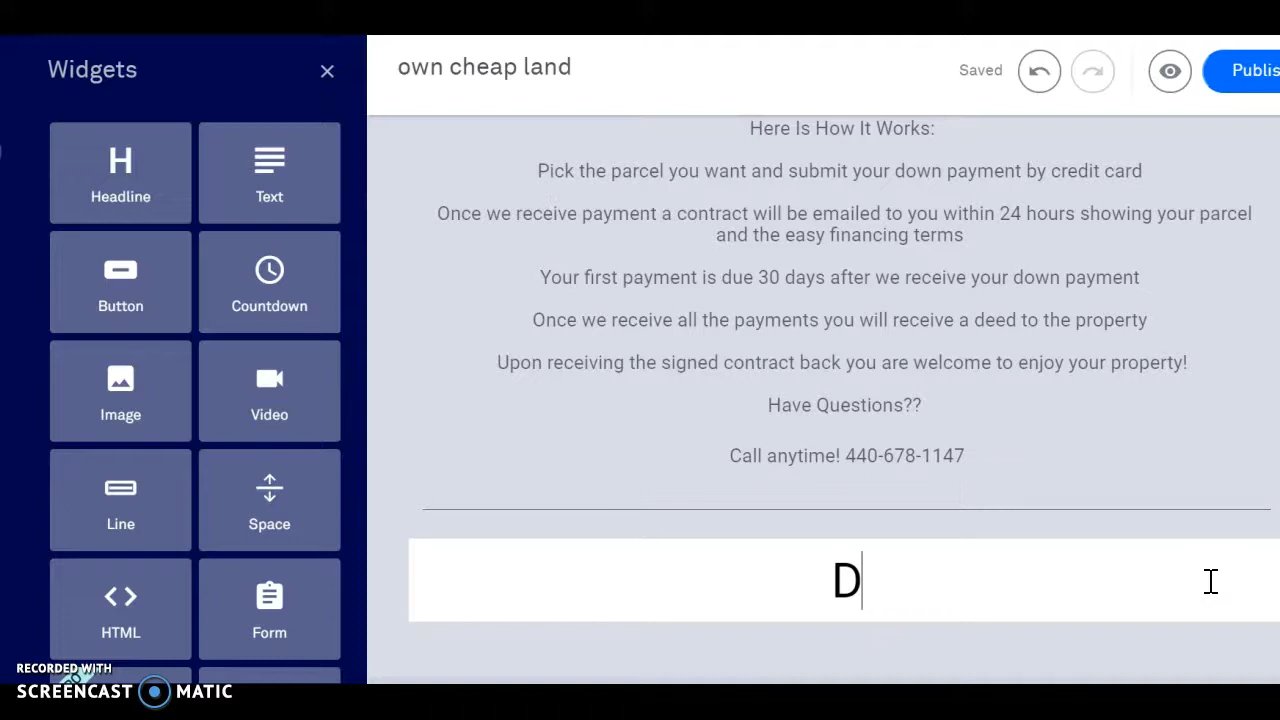 Widgets
own cheap land
Saved
Publis
H
Headline
Text
Button
Countdown
Image
Video
Line
Space
HTML
Form
Here Is How It Works:
Pick the parcel you want and submit your down payment by credit card
Once we receive payment a contract will be emailed to you within 24 hours showing your parcel
and the easy financing terms
Your first payment is due 30 days after we receive your down payment
Once we receive all the payments you will receive a deed to the property
Upon receiving the signed contract back you are welcome to enjoy your property!
Have Questions??
Call anytime! 440-678-1147
D
RECORDED WITH
SCREENCAST MATIC